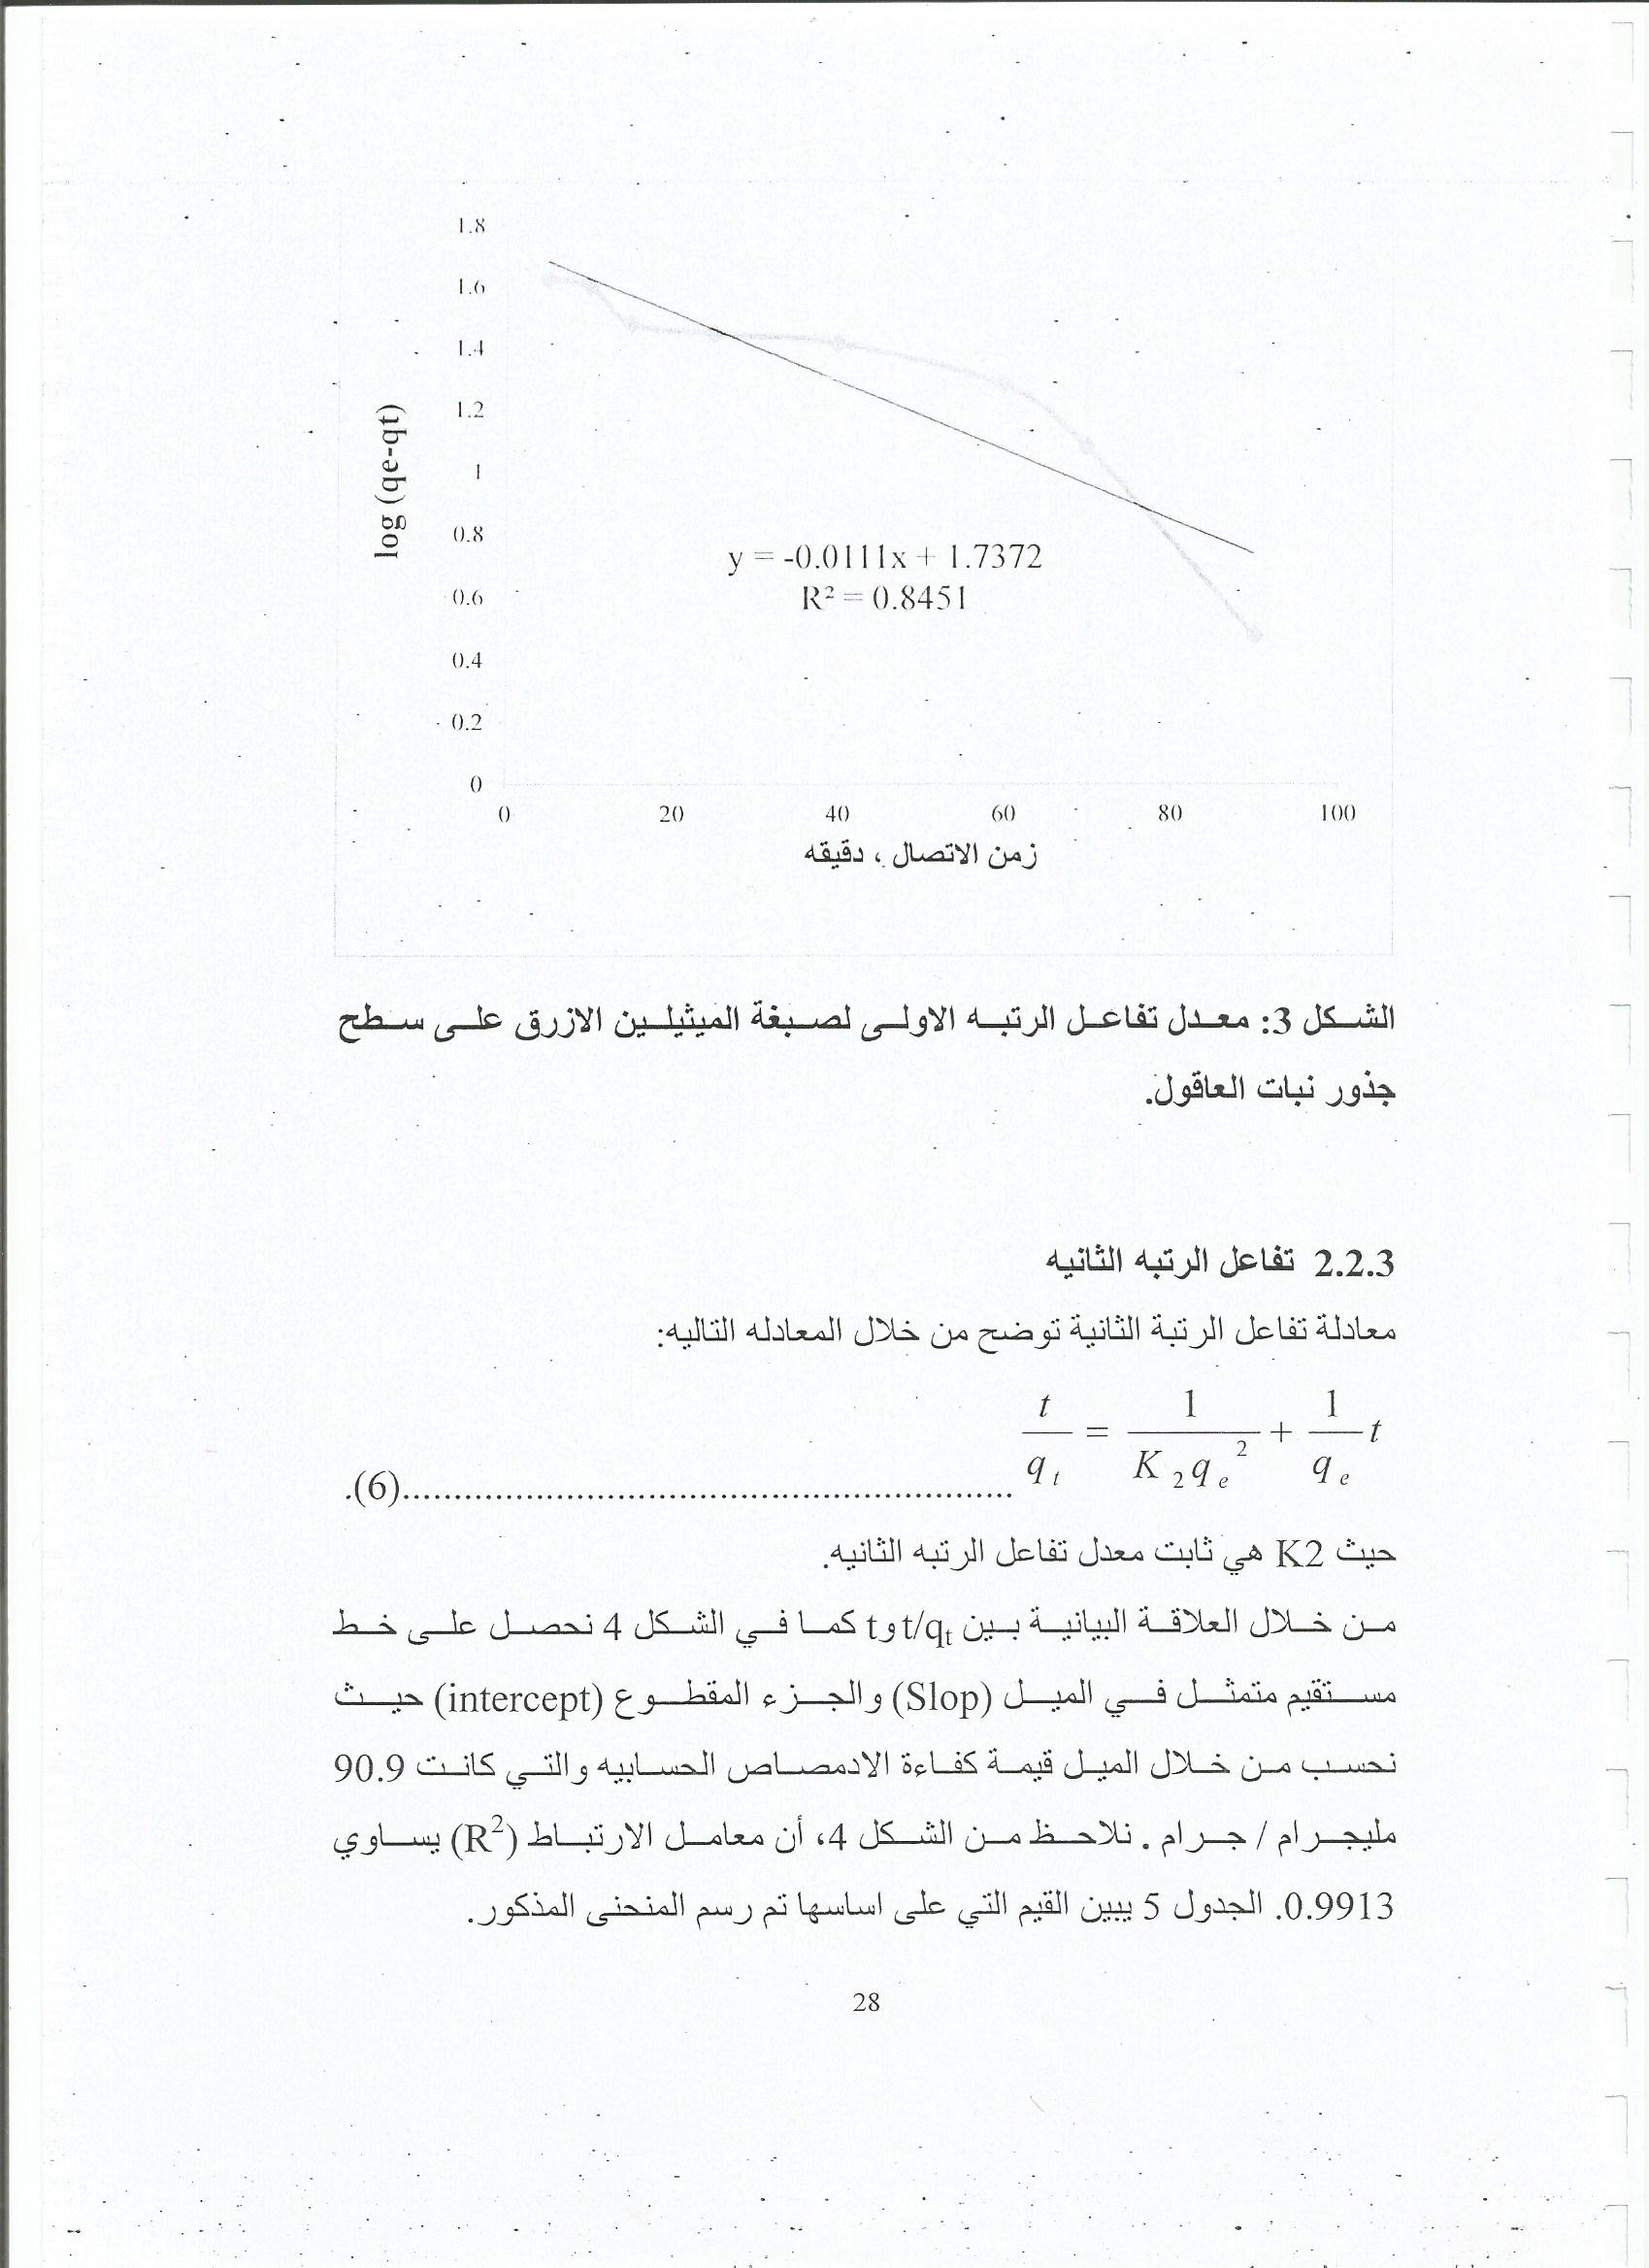 1.8
1.6
1.4
1.2
1
0.8
0.6
0.4
0.2
0
log (qe-qt)
y = -0.0111x + 1.7372
R² = 0.8451
0 20 40 60 80 100
زمن الاتصال ، دقيقه
الشكل 3: معدل تفاعل الرتبه الاولى لصبغة الميثيلين الازرق على سطح
جذور نبات العاقول.
2.2.3 تفاعل الرتبه الثانيه
معادلة تفاعل الرتبة الثانية توضح من خلال المعادله التاليه:
t/q_t = 1/(K_2 q_e^2) + (1/q_e) t ............................................................(6).
حيث K2 هي ثابت معدل تفاعل الرتبه الثانيه.
من خلال العلاقة البيانية بين t/qt و t كما في الشكل 4 نحصل على خط
مستقيم متمثل في الميل (Slop) والجزء المقطوع (intercept) حيث
نحسب من خلال الميل قيمة كفاءة الادمصاص الحسابيه والتي كانت 90.9
مليجرام / جرام . نلاحظ من الشكل 4، أن معامل الارتباط (R²) يساوي
0.9913. الجدول 5 يبين القيم التي على اساسها تم رسم المنحنى المذكور.
28